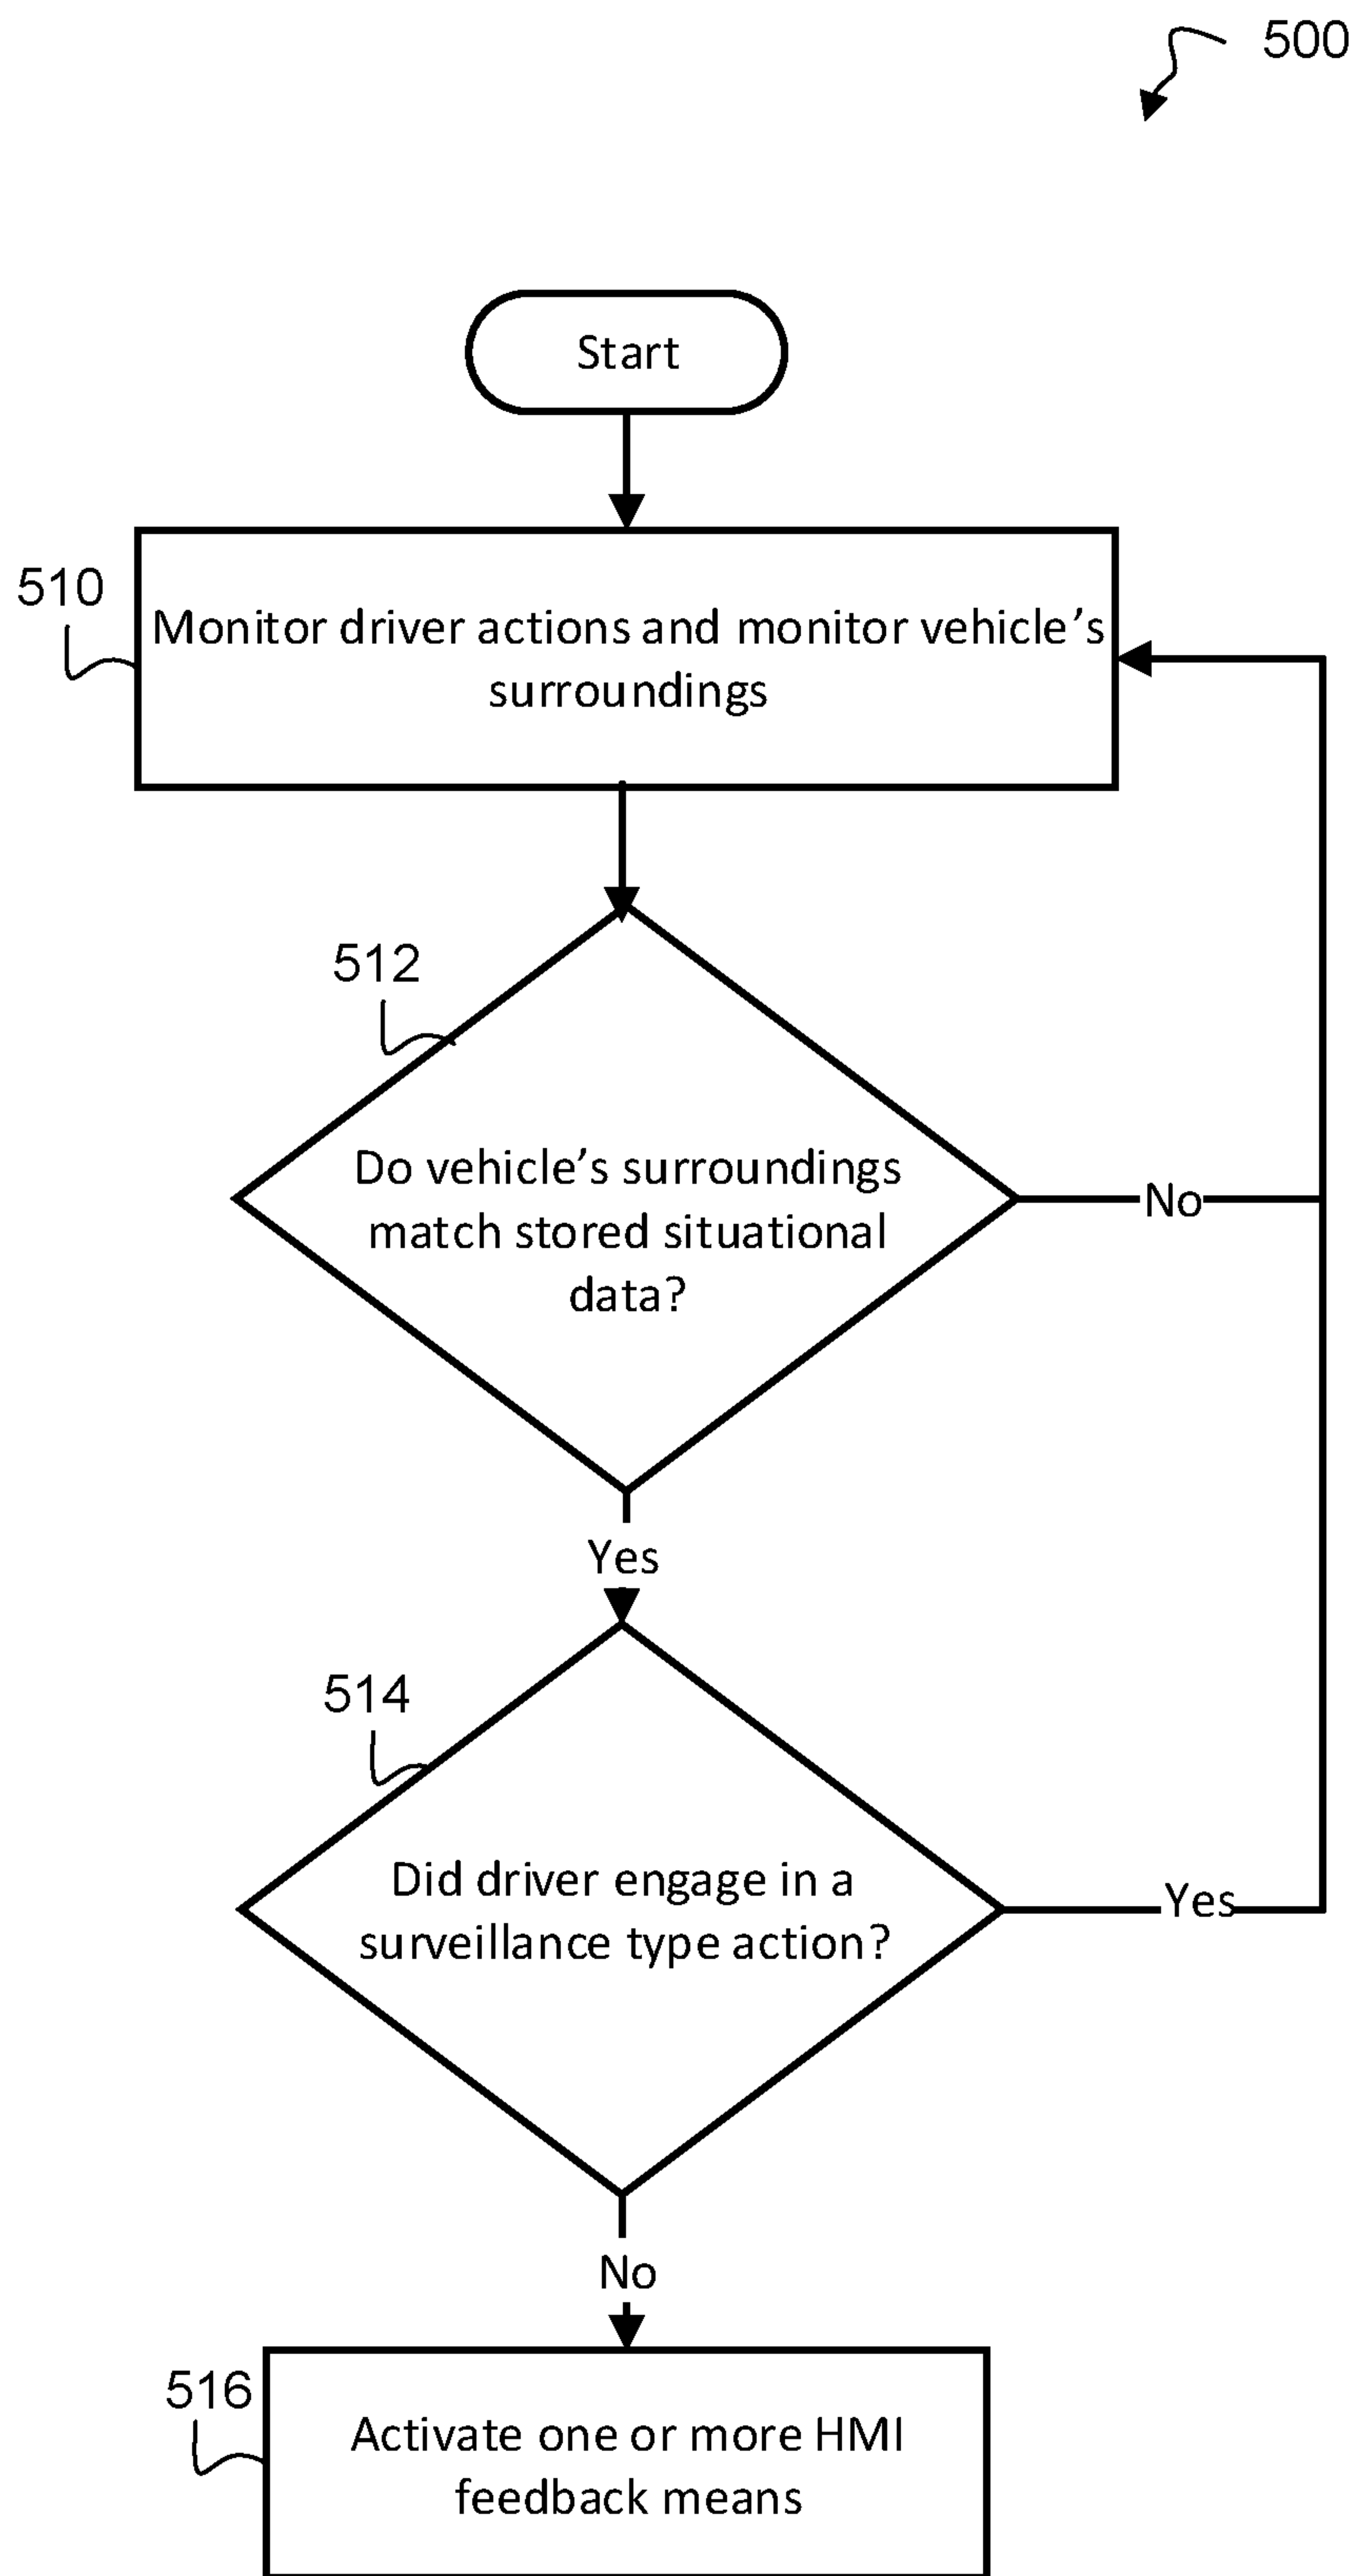 500
Start
510
Monitor driver actions and monitor vehicle’s
surroundings
512
Do vehicle’s surroundings
match stored situational
data?
No
Yes
514
Did driver engage in a
surveillance type action?
Yes
No
516
Activate one or more HMI
feedback means